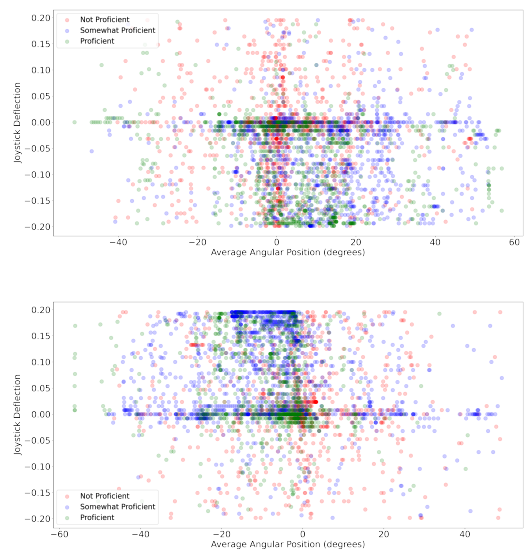 0.20
0.15
0.10
0.05
0.00
−0.05
−0.10
−0.15
−0.20
Joystick Deflection
Not Proficient
Somewhat Proficient
Proficient
−40 −20 0 20 40 60
Average Angular Position (degrees)
0.20
0.15
0.10
0.05
0.00
−0.05
−0.10
−0.15
−0.20
Joystick Deflection
Not Proficient
Somewhat Proficient
Proficient
−60 −40 −20 0 20 40
Average Angular Position (degrees)